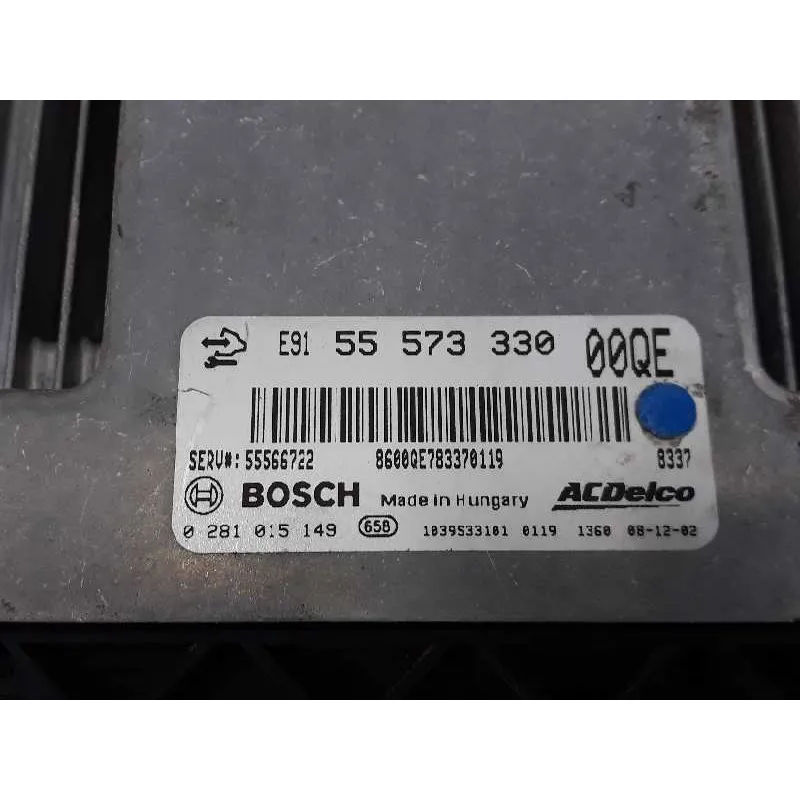 E91 55 573 330 00QE
SERV#: 55566722 8600QE783370119 8337
BOSCH Made in Hungary ACDelco
0 281 015 149 658 1039S33101 0119 1360 08-12-02